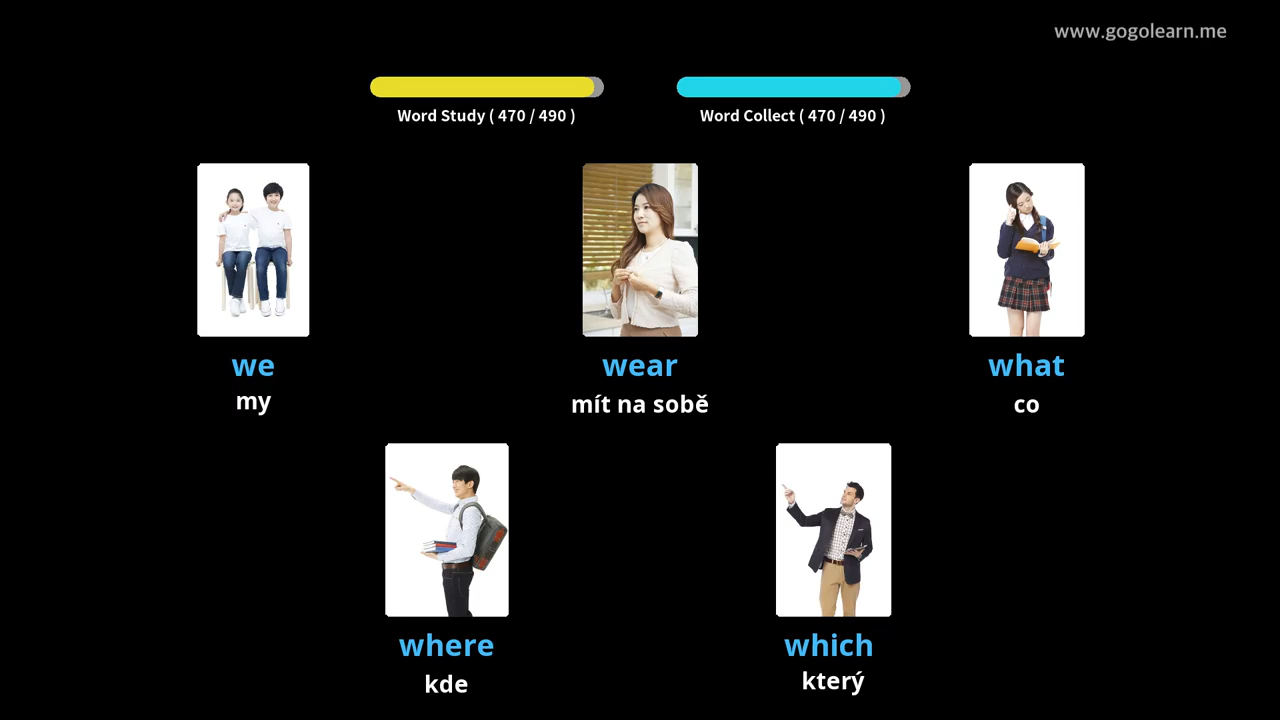 www.gogolearn.me
Word Study ( 470 / 490 )
Word Collect ( 470 / 490 )
we
my
wear
mít na sobě
what
co
where
kde
which
který